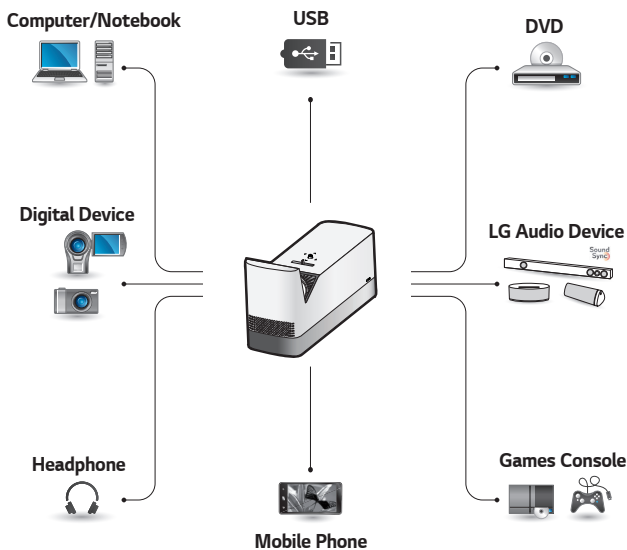 Computer/Notebook
USB
DVD
Digital Device
LG Audio Device
Sound
Sync
Headphone
Games Console
Mobile Phone